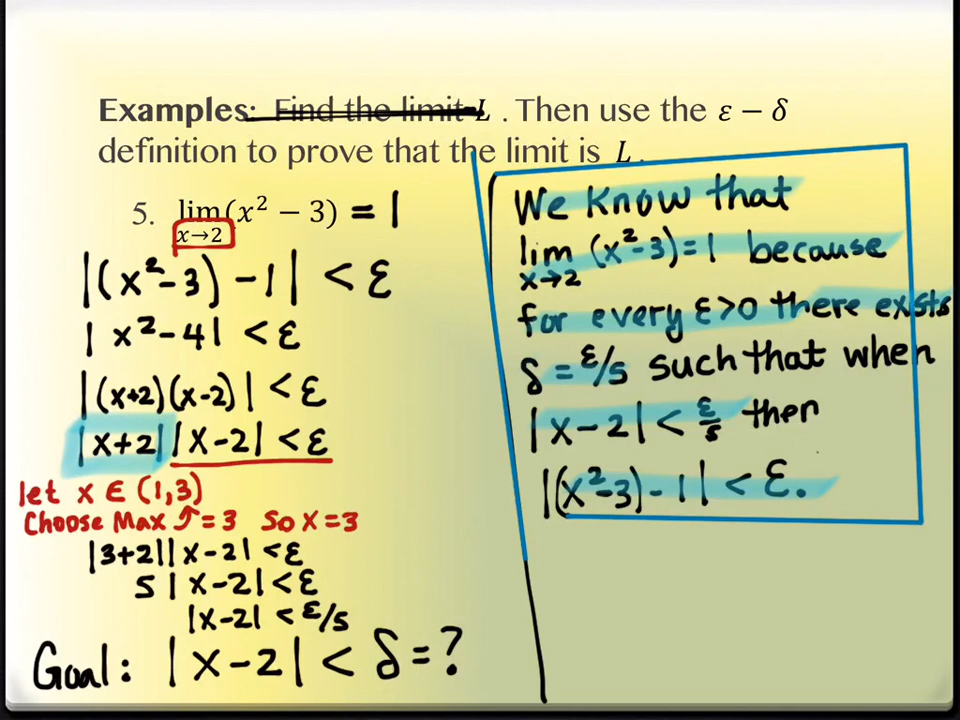 Examples: Find the limit L . Then use the ε − δ
definition to prove that the limit is L .
5. lim (x² − 3) = 1
x→2
|(x²-3) - 1| < ε
| x²-4| < ε
|(x+2)(x-2)| < ε
|x+2| |x-2| < ε
let x ∈ (1,3)
Choose Max ↑ = 3 So x = 3
|3+2||x-2| < ε
5 |x-2| < ε
|x-2| < ε/5
Goal: |x-2| < δ = ?
We know that
lim (x²-3) = 1 because
x→2
for every ε>0 there exists
δ = ε/5 such that when
|x-2| < ε/5 then
|(x²-3) - 1| < ε.